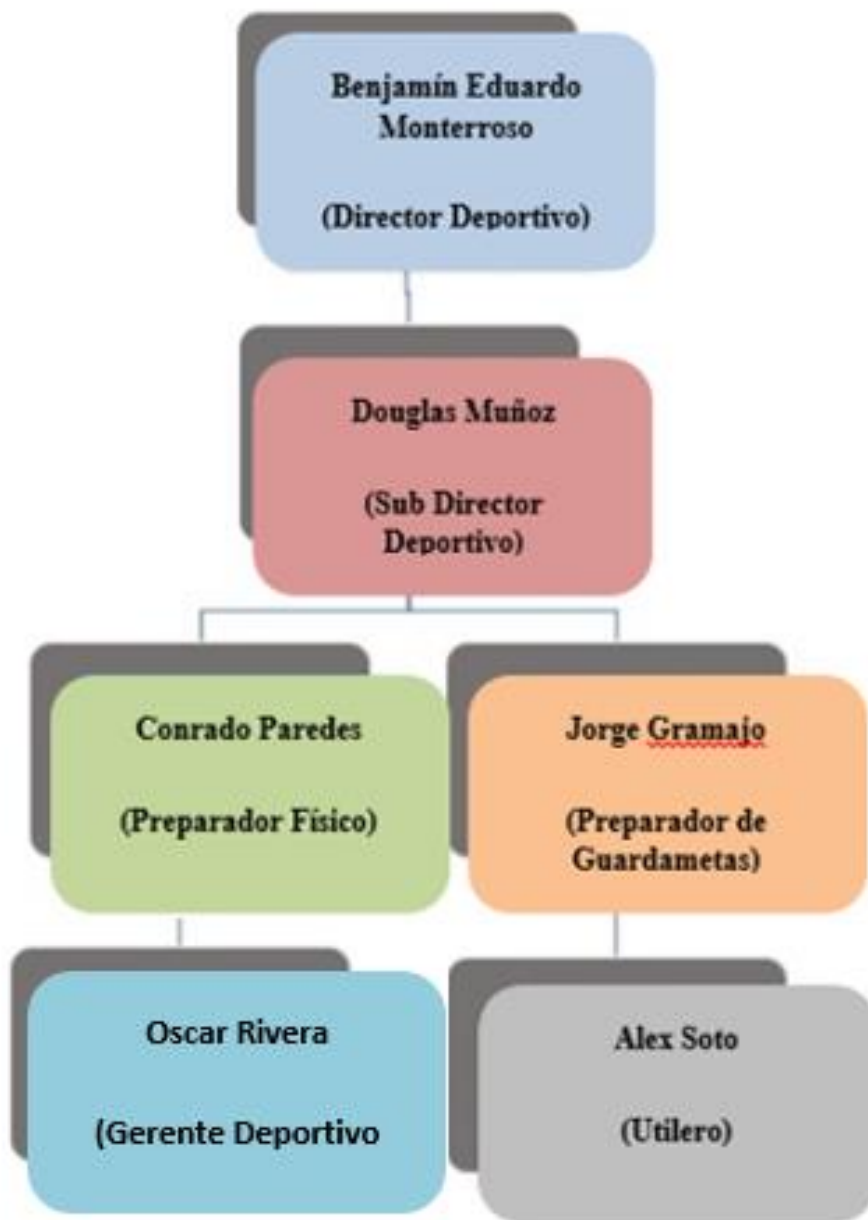 Benjamín Eduardo
Monterroso
(Director Deportivo)
Douglas Muñoz
(Sub Director
Deportivo)
Conrado Paredes
(Preparador Físico)
Jorge Gramajo
(Preparador de
Guardametas)
Oscar Rivera
(Gerente Deportivo
Alex Soto
(Utilero)